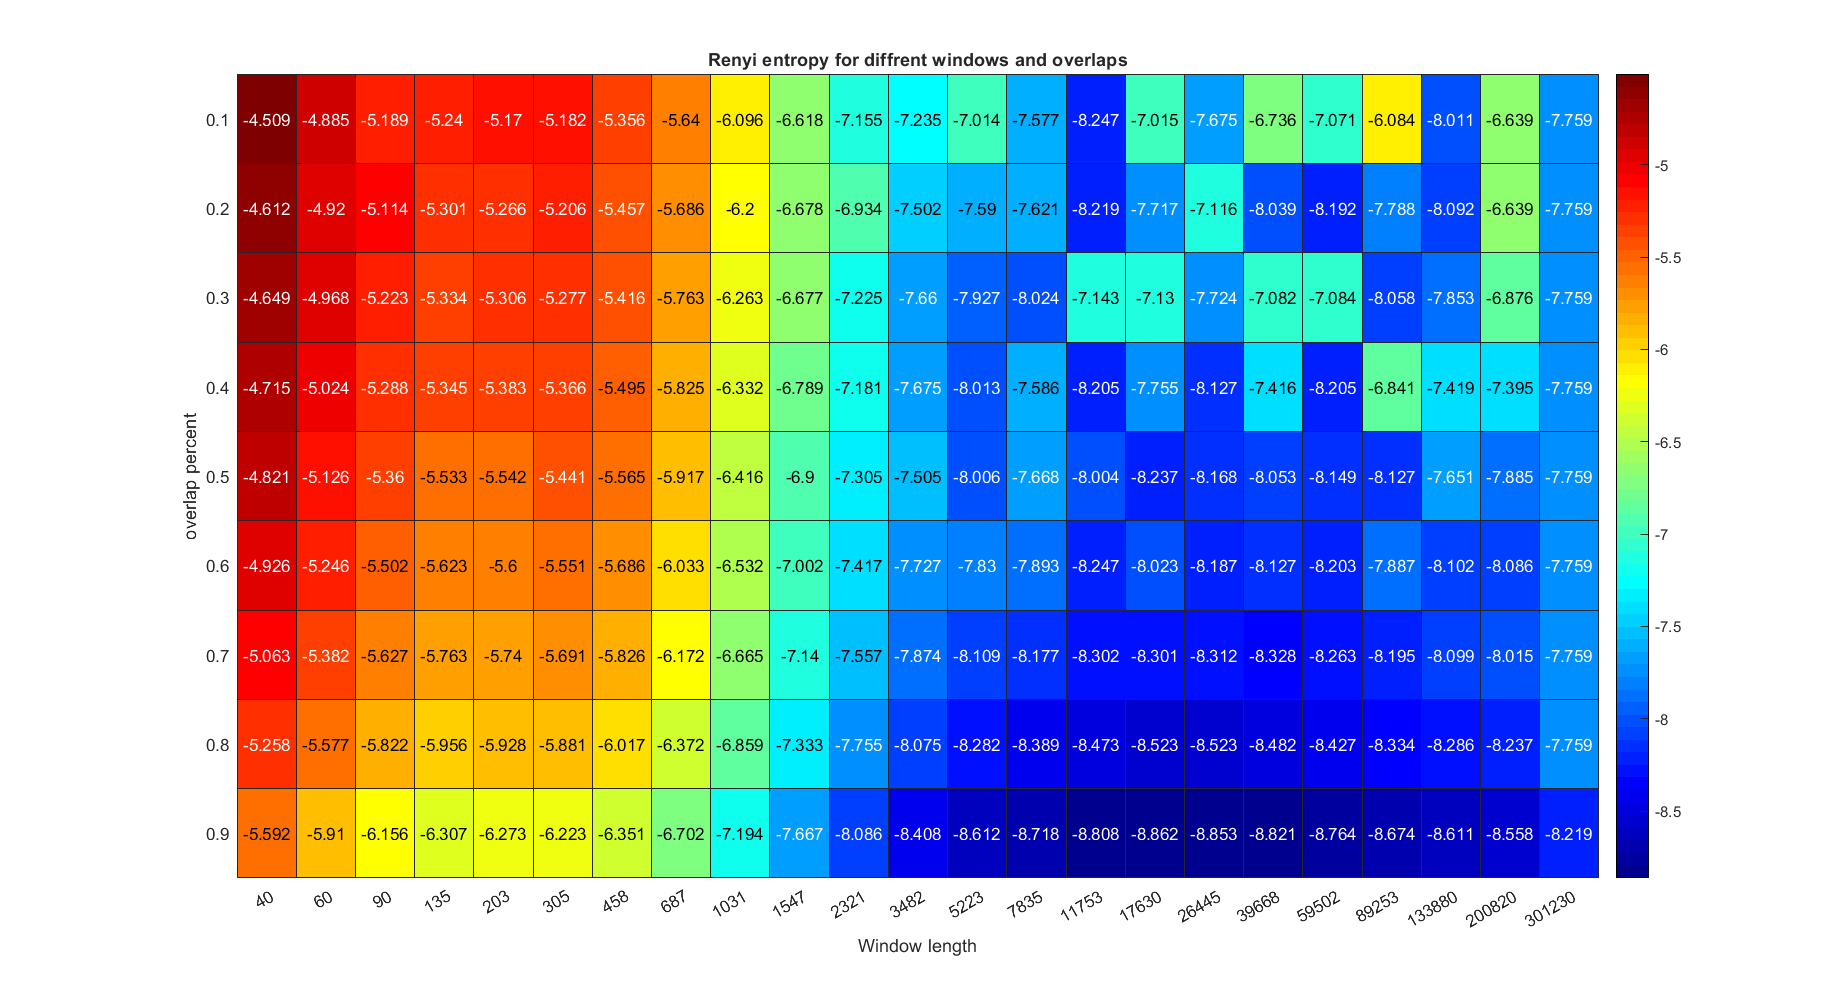 Renyi entropy for diffrent windows and overlaps
0.1 -4.509 -4.885 -5.189 -5.24 -5.17 -5.182 -5.356 -5.64 -6.096 -6.618 -7.155 -7.235 -7.014 -7.577 -8.247 -7.015 -7.675 -6.736 -7.071 -6.084 -8.011 -6.639 -7.759
0.2 -4.612 -4.92 -5.114 -5.301 -5.266 -5.206 -5.457 -5.686 -6.2 -6.678 -6.934 -7.502 -7.59 -7.621 -8.219 -7.717 -7.116 -8.039 -8.192 -7.788 -8.092 -6.639 -7.759
0.3 -4.649 -4.968 -5.223 -5.334 -5.306 -5.277 -5.416 -5.763 -6.263 -6.677 -7.225 -7.66 -7.927 -8.024 -7.143 -7.13 -7.724 -7.082 -7.084 -8.058 -7.853 -6.876 -7.759
0.4 -4.715 -5.024 -5.288 -5.345 -5.383 -5.366 -5.495 -5.825 -6.332 -6.789 -7.181 -7.675 -8.013 -7.586 -8.205 -7.755 -8.127 -7.416 -8.205 -6.841 -7.419 -7.395 -7.759
0.5 -4.821 -5.126 -5.36 -5.533 -5.542 -5.441 -5.565 -5.917 -6.416 -6.9 -7.305 -7.505 -8.006 -7.668 -8.004 -8.237 -8.168 -8.053 -8.149 -8.127 -7.651 -7.885 -7.759
0.6 -4.926 -5.246 -5.502 -5.623 -5.6 -5.551 -5.686 -6.033 -6.532 -7.002 -7.417 -7.727 -7.83 -7.893 -8.247 -8.023 -8.187 -8.127 -8.203 -7.887 -8.102 -8.086 -7.759
0.7 -5.063 -5.382 -5.627 -5.763 -5.74 -5.691 -5.826 -6.172 -6.665 -7.14 -7.557 -7.874 -8.109 -8.177 -8.302 -8.301 -8.312 -8.328 -8.263 -8.195 -8.099 -8.015 -7.759
0.8 -5.258 -5.577 -5.822 -5.956 -5.928 -5.881 -6.017 -6.372 -6.859 -7.333 -7.755 -8.075 -8.282 -8.389 -8.473 -8.523 -8.523 -8.482 -8.427 -8.334 -8.286 -8.237 -7.759
0.9 -5.592 -5.91 -6.156 -6.307 -6.273 -6.223 -6.351 -6.702 -7.194 -7.667 -8.086 -8.408 -8.612 -8.718 -8.808 -8.862 -8.853 -8.821 -8.764 -8.674 -8.611 -8.558 -8.219
40 60 90 135 203 305 458 687 1031 1547 2321 3482 5223 7835 11753 17630 26445 39668 59502 89253 133880 200820 301230
Window length
overlap percent
-5
-5.5
-6
-6.5
-7
-7.5
-8
-8.5